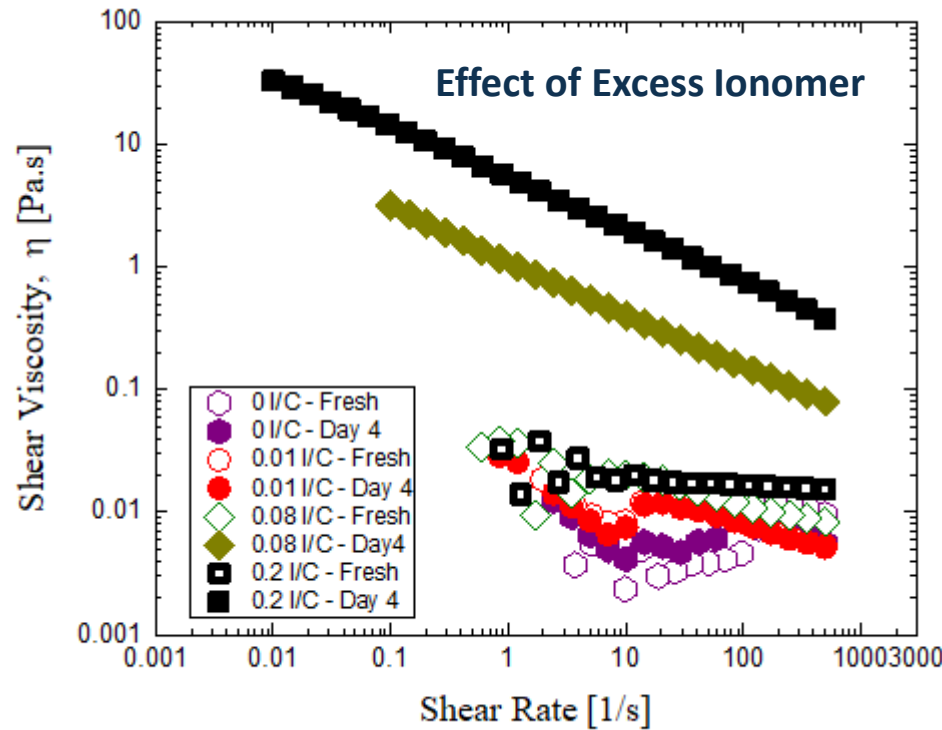 Effect of Excess Ionomer
Shear Viscosity, η [Pa.s]
100
10
1
0.1
0.01
0.001
0 I/C - Fresh
0 I/C - Day 4
0.01 I/C - Fresh
0.01 I/C - Day 4
0.08 I/C - Fresh
0.08 I/C - Day4
0.2 I/C - Fresh
0.2 I/C - Day 4
0.001 0.01 0.1 1 10 100 10003000
Shear Rate [1/s]